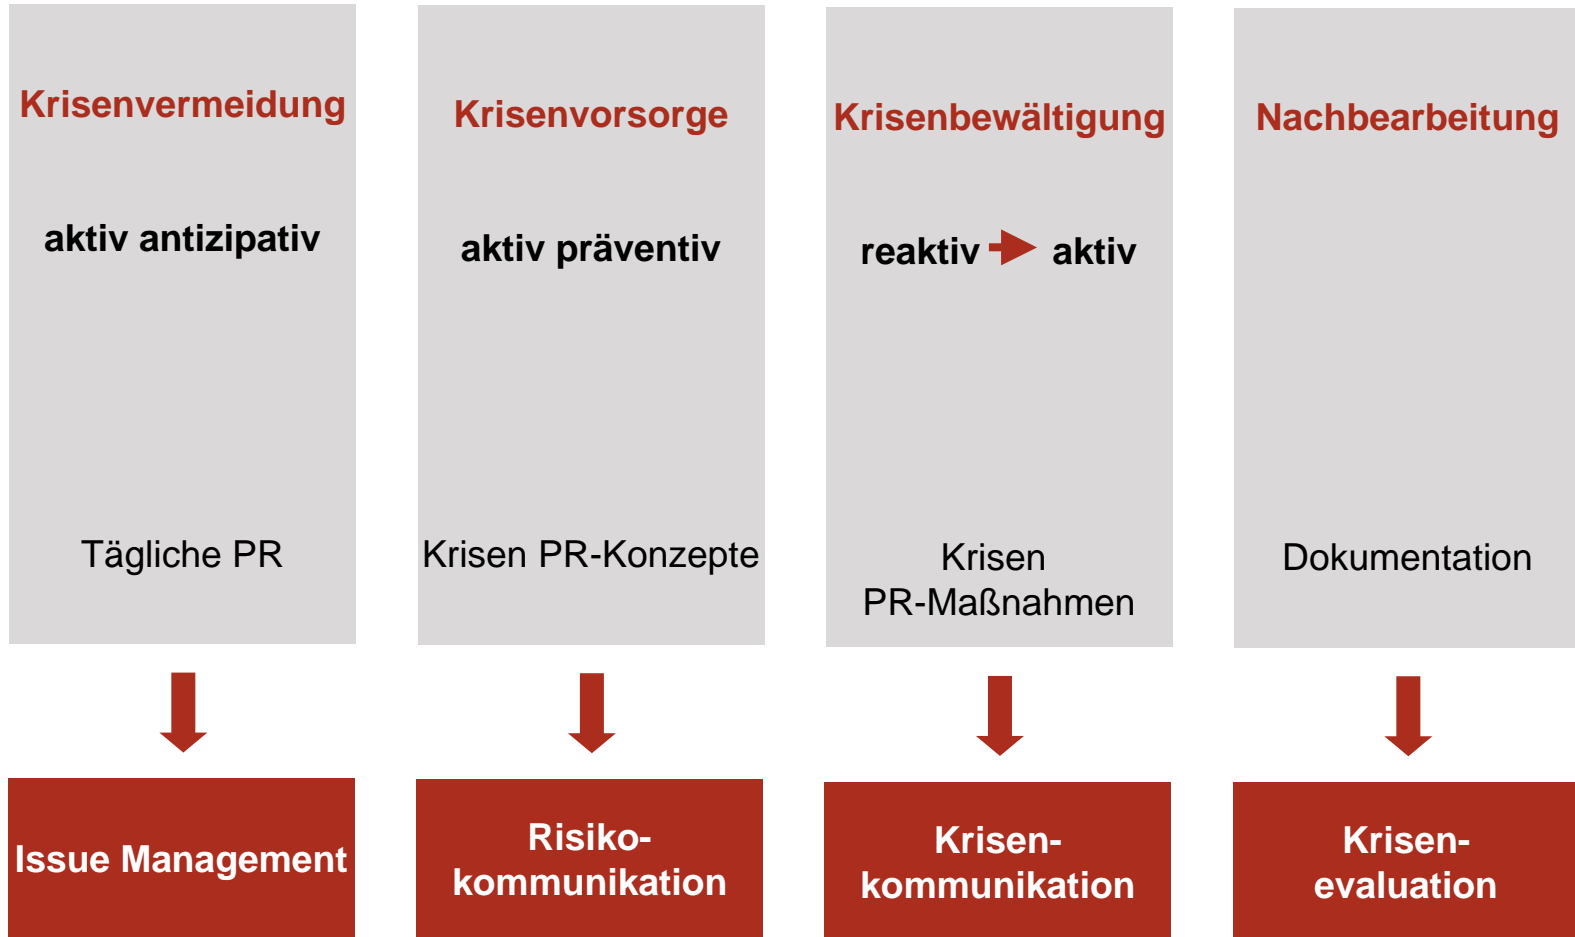 Krisenvermeidung
aktiv antizipativ
Tägliche PR
Issue Management
Krisenvorsorge
aktiv präventiv
Krisen PR-Konzepte
Risiko-
kommunikation
Krisenbewältigung
reaktiv aktiv
Krisen
PR-Maßnahmen
Krisen-
kommunikation
Nachbearbeitung
Dokumentation
Krisen-
evaluation